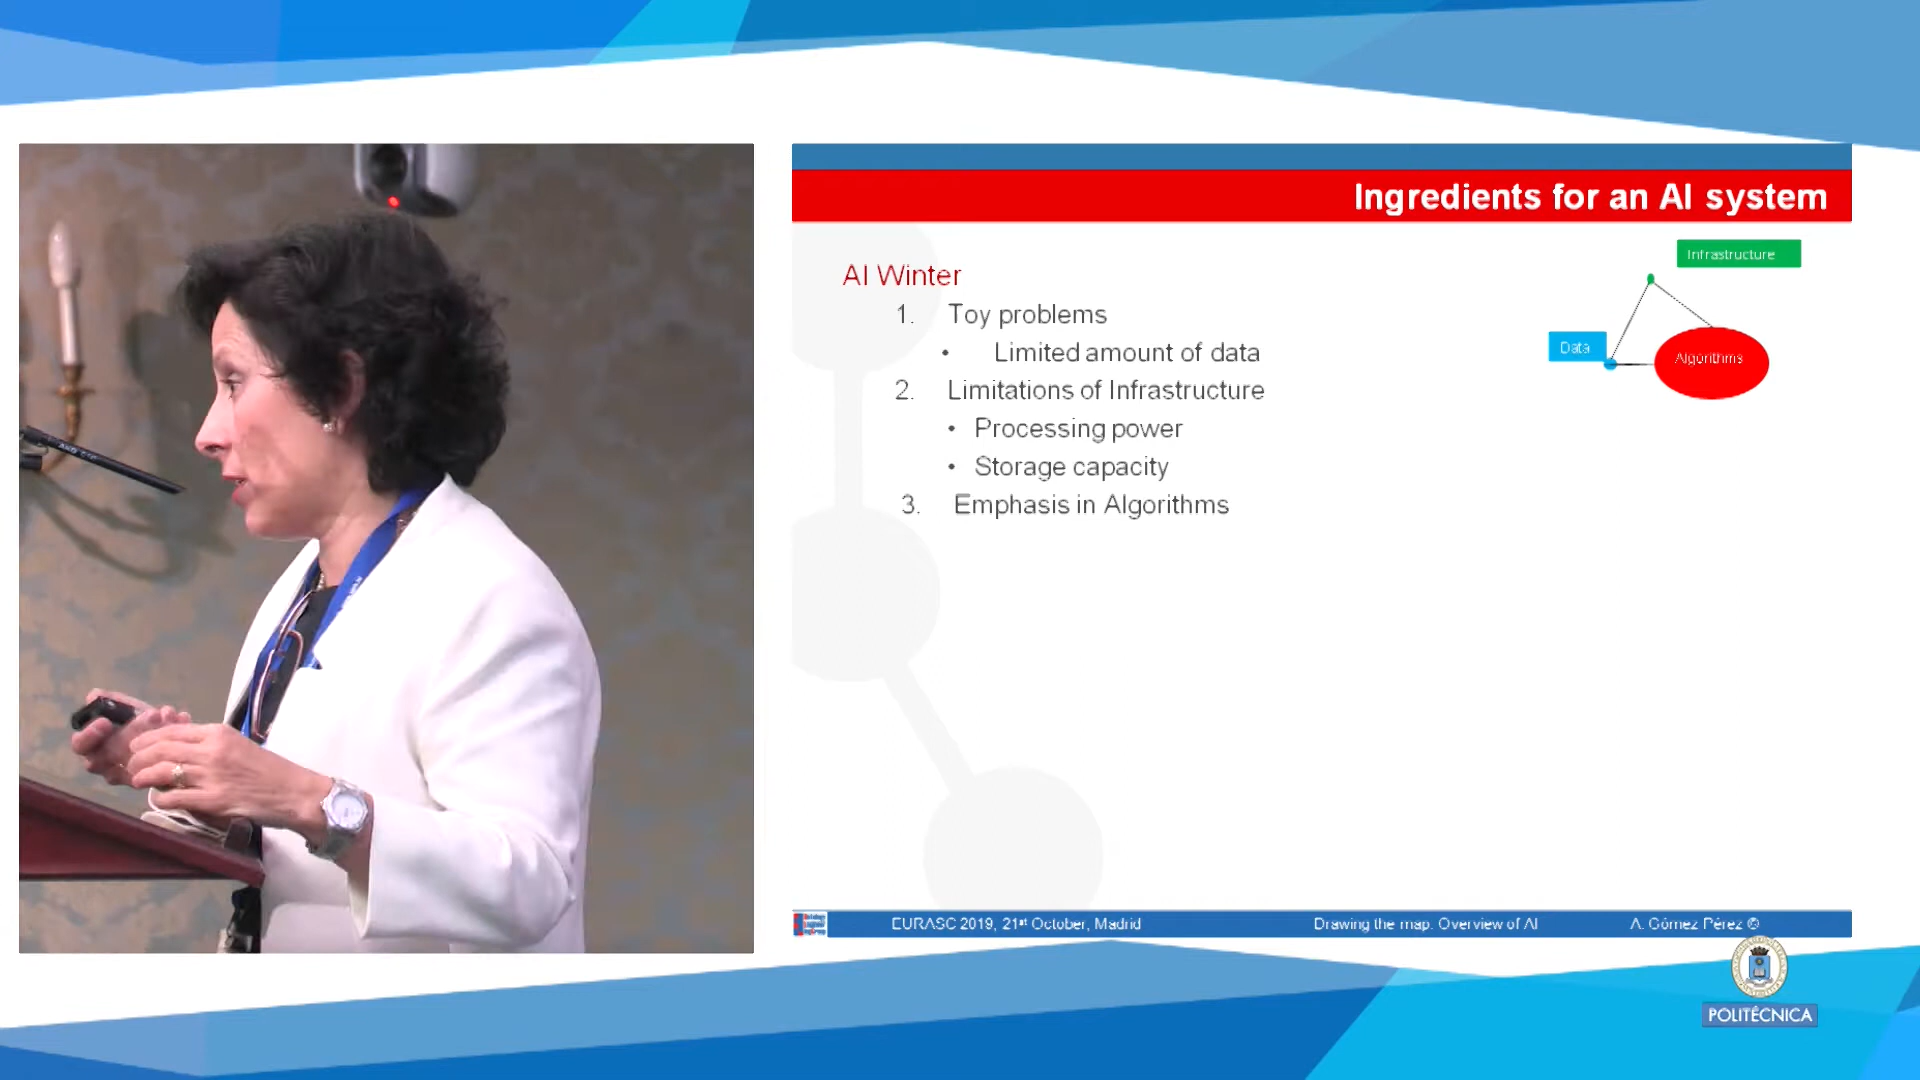 Ingredients for an AI system
Infrastructure
Data
Algorithms
AI Winter
1. Toy problems
• Limited amount of data
2. Limitations of Infrastructure
• Processing power
• Storage capacity
3. Emphasis in Algorithms
EURASC 2019, 21st October, Madrid
Drawing the map. Overview of AI
A. Gómez Pérez ©
POLITÉCNICA